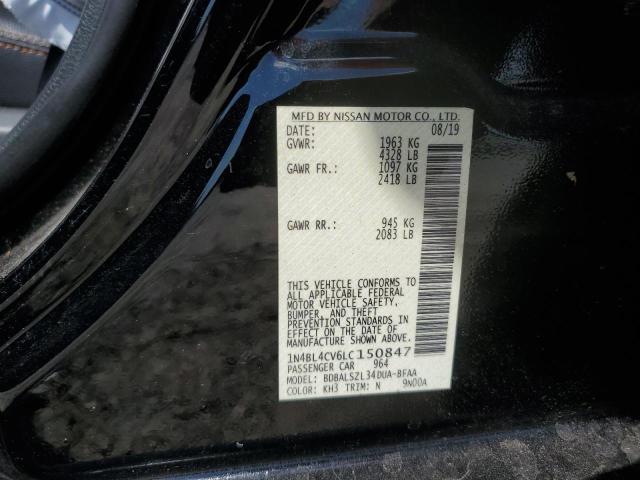 MFD BY NISSAN MOTOR CO., LTD.
DATE: 08/19
GVWR: 1963 KG
4328 LB
GAWR FR.: 1097 KG
2418 LB
GAWR RR.: 945 KG
2083 LB
THIS VEHICLE CONFORMS TO
ALL APPLICABLE FEDERAL
MOTOR VEHICLE SAFETY,
BUMPER, AND THEFT
PREVENTION STANDARDS IN
EFFECT ON THE DATE OF
MANUFACTURE SHOWN ABOVE.
1N4BL4CV6LC150847
PASSENGER CAR 964
MODEL: BDBALSZL34DUA-BFAA
COLOR: KH3 TRIM: N 9N00A